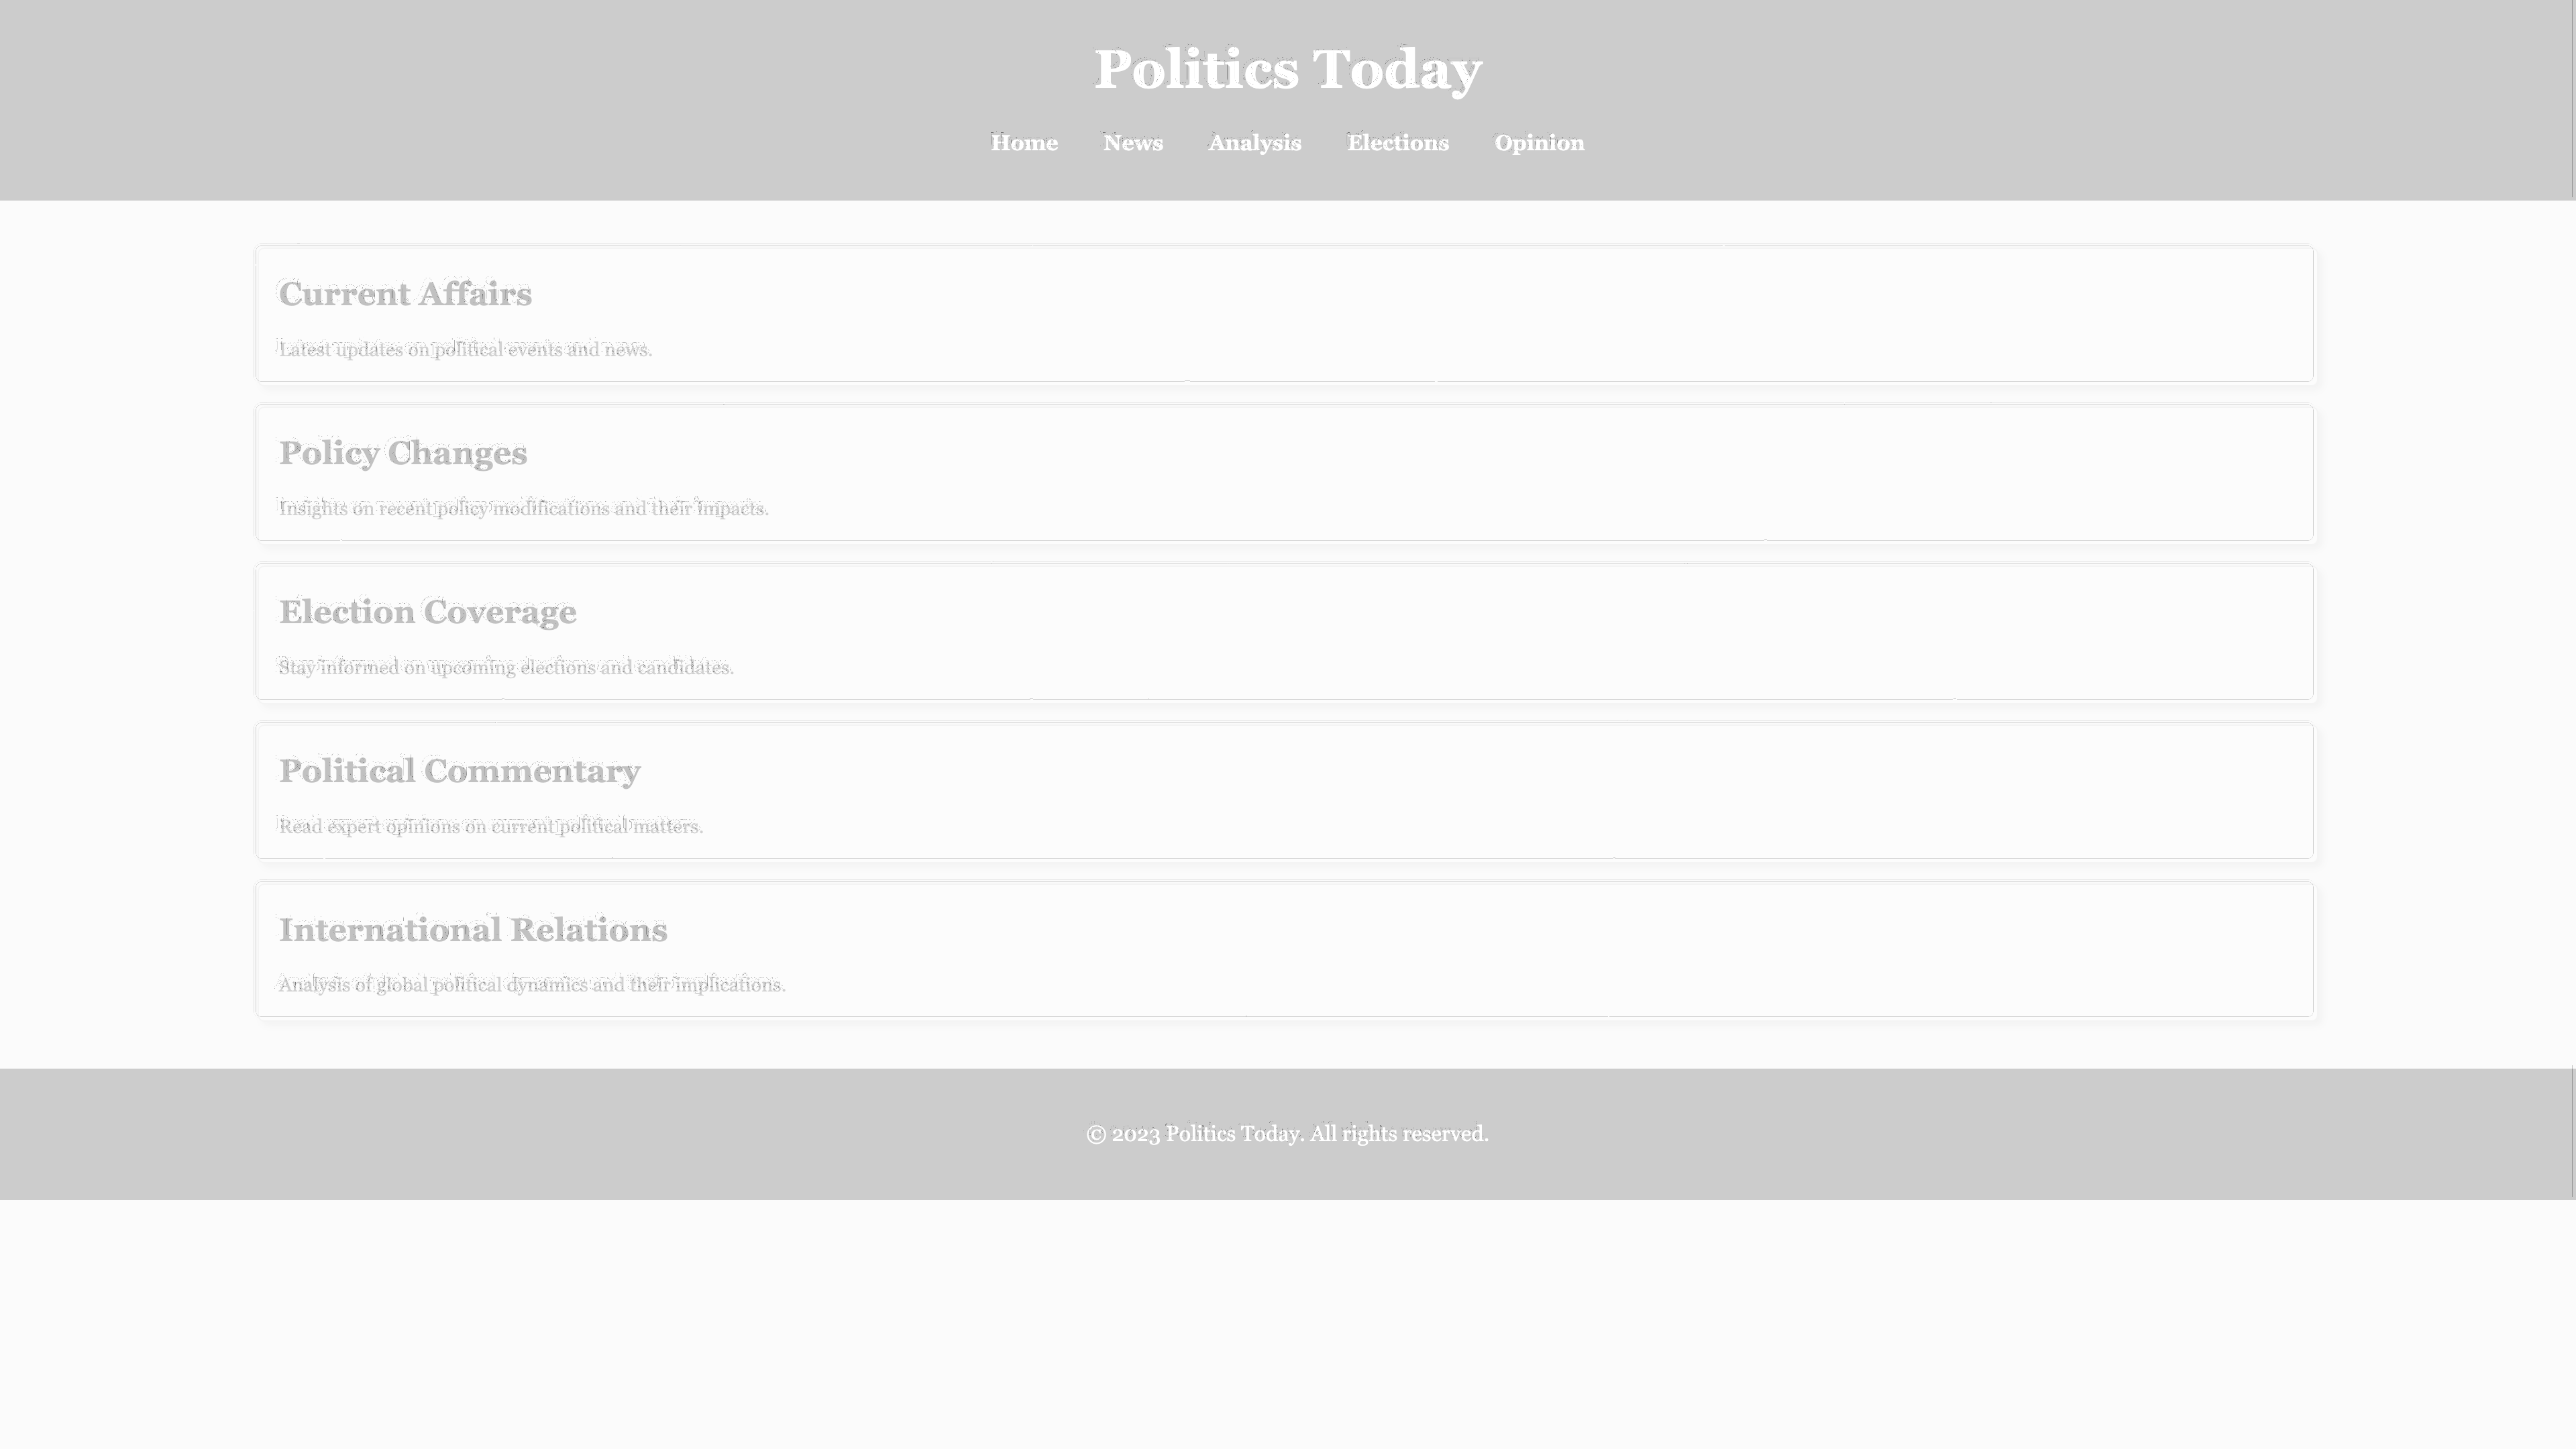 Politics Today
Home News Analysis Elections Opinion
Current Affairs
Latest updates on political events and news.
Policy Changes
Insights on recent policy modifications and their impacts.
Election Coverage
Stay informed on upcoming elections and candidates.
Political Commentary
Read expert opinions on current political matters.
International Relations
Analysis of global political dynamics and their implications.
© 2023 Politics Today. All rights reserved.